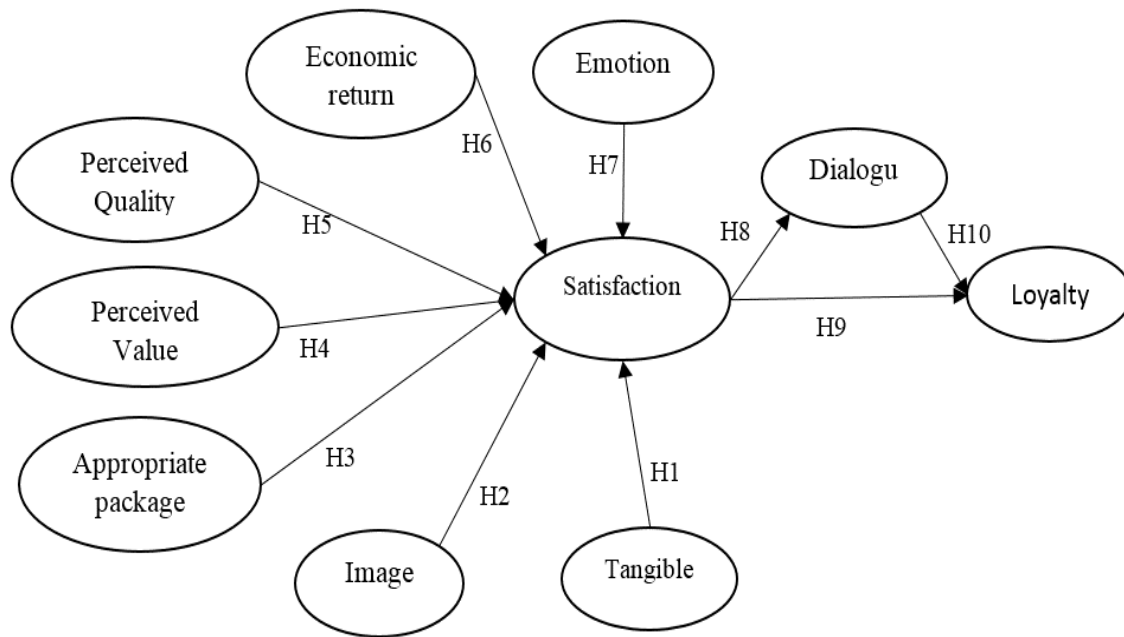 Economic
return
Emotion
H6
H7
Perceived
Quality
H5
Dialogu
H8
H10
Satisfaction
Loyalty
H9
Perceived
Value
H4
Appropriate
package
H3
H2
H1
Image
Tangible